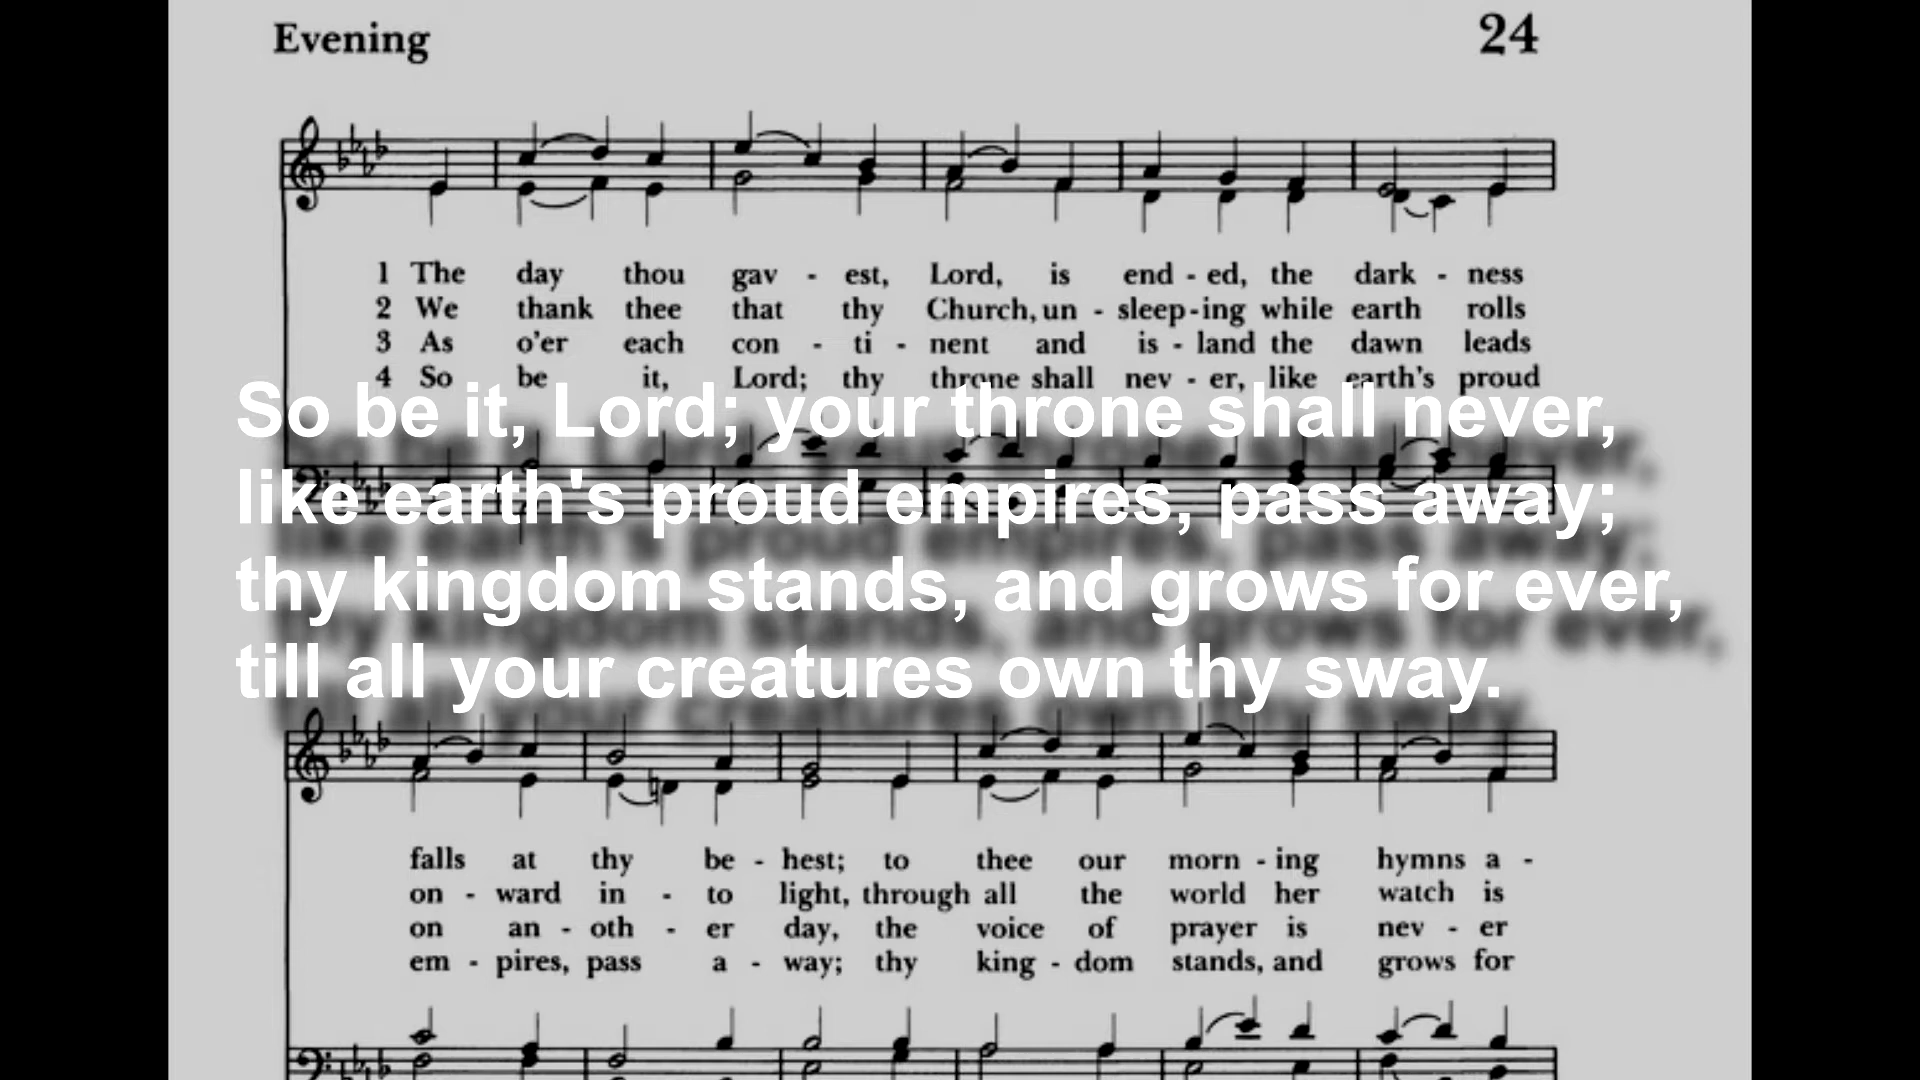 Evening 24
1 The day thou gav - est, Lord, is end - ed, the dark - ness
2 We thank thee that thy Church, un - sleep - ing while earth rolls
3 As o'er each con - ti - nent and is - land the dawn leads
4 So be it, Lord; thy throne shall nev - er, like earth's proud
So be it, Lord; your throne shall never,
like earth's proud empires, pass away;
thy kingdom stands, and grows for ever,
till all your creatures own thy sway.
falls at thy be - hest; to thee our morn - ing hymns a -
on - ward in - to light, through all the world her watch is
on an - oth - er day, the voice of prayer is nev - er
em - pires, pass a - way; thy king - dom stands, and grows for